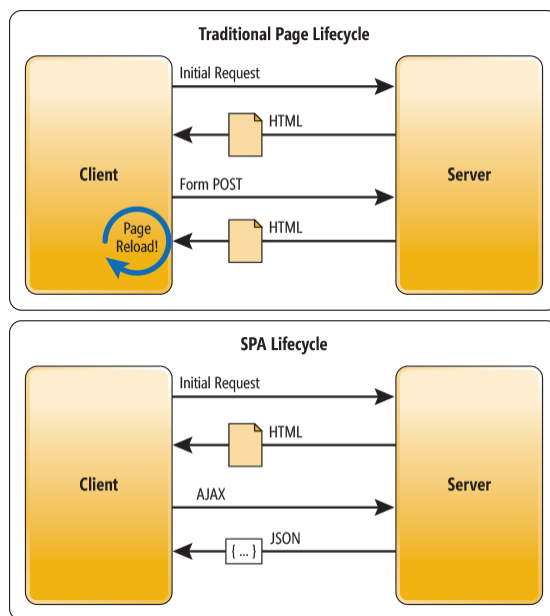 Traditional Page Lifecycle
Initial Request
HTML
Client
Server
Form POST
Page
Reload!
HTML
SPA Lifecycle
Initial Request
HTML
Client
Server
AJAX
JSON
{ ... }